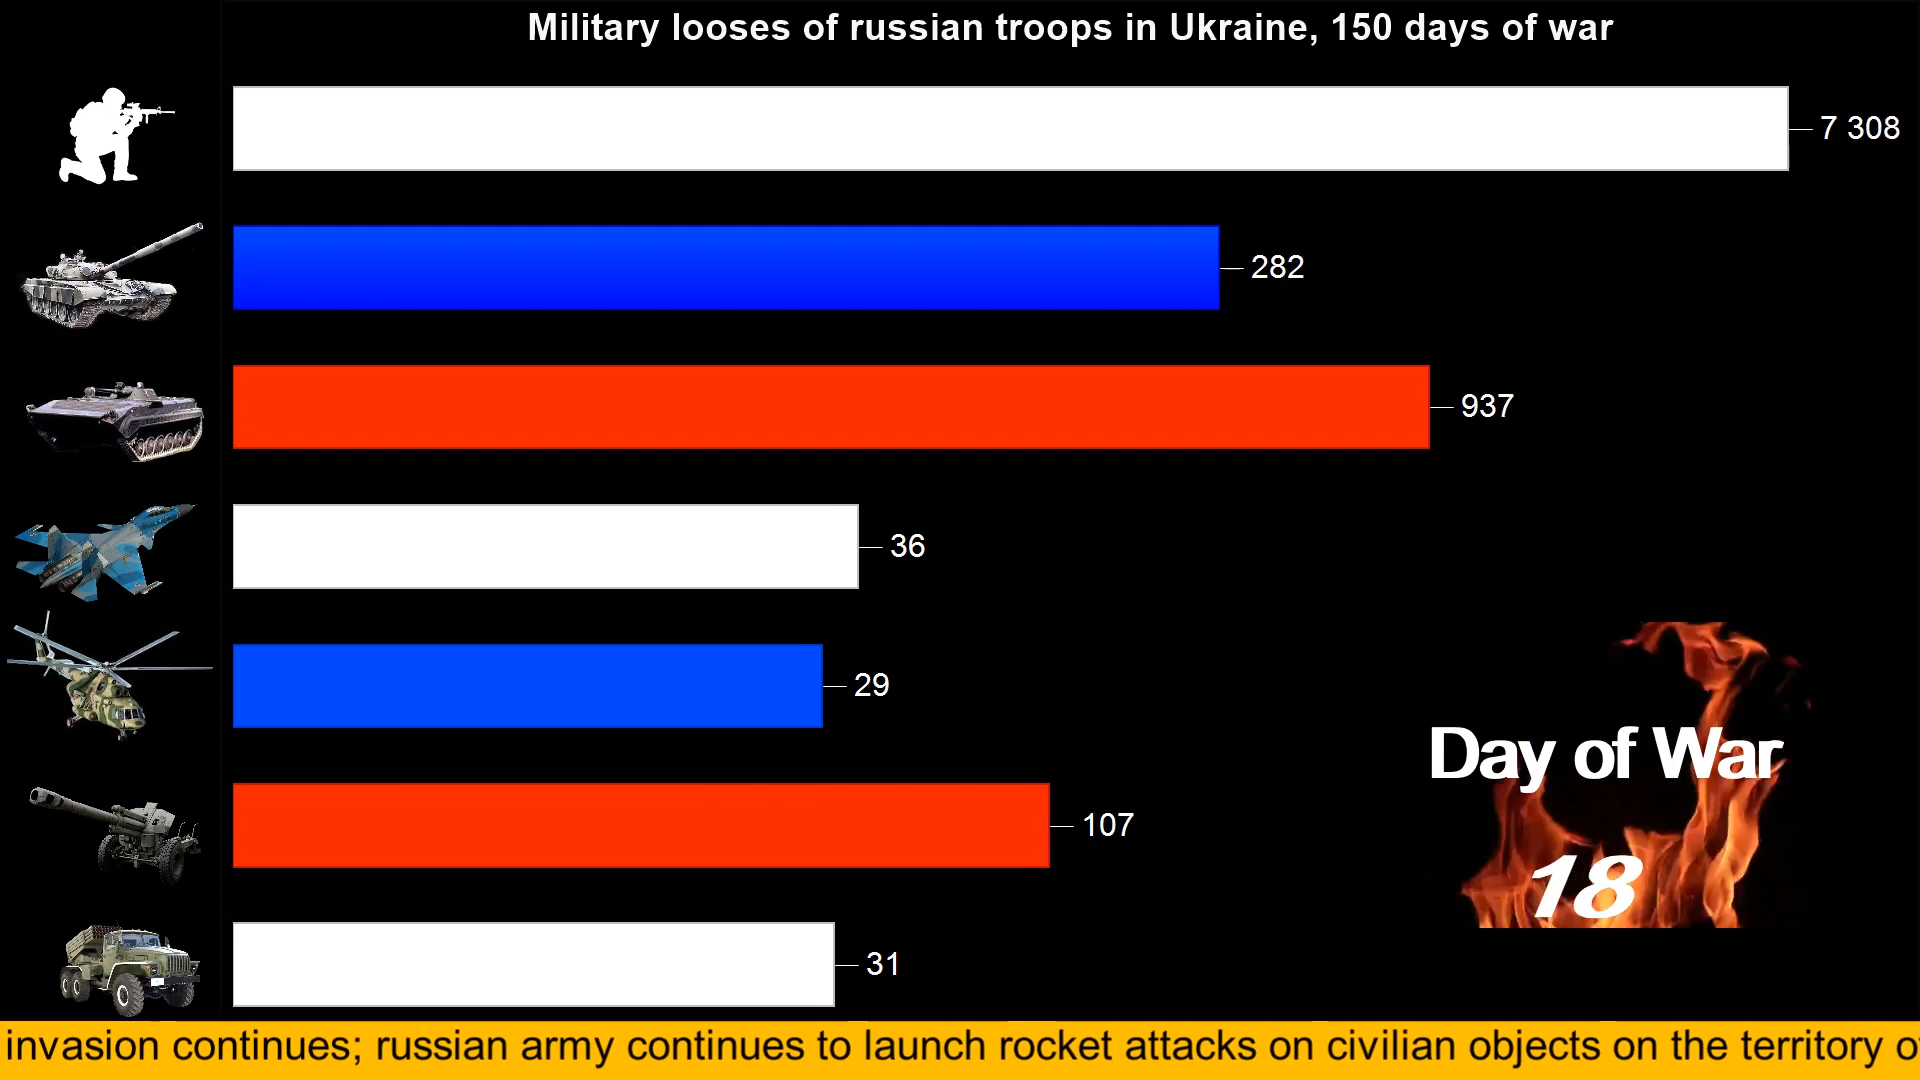 Military looses of russian troops in Ukraine, 150 days of war
7 308
282
937
36
29
107
31
Day of War
18
invasion continues; russian army continues to launch rocket attacks on civilian objects on the territory